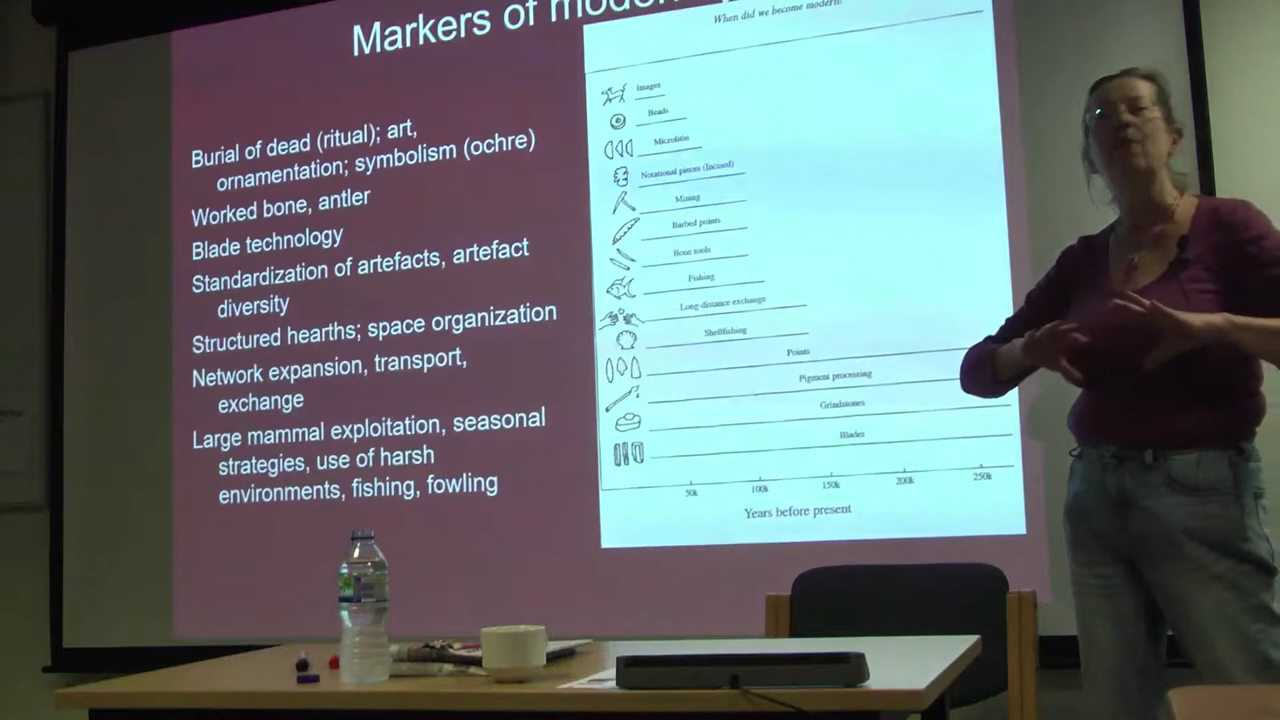 Markers of modern
Burial of dead (ritual); art,
ornamentation; symbolism (ochre)
Worked bone, antler
Blade technology
Standardization of artefacts, artefact
diversity
Structured hearths; space organization
Network expansion, transport,
exchange
Large mammal exploitation, seasonal
strategies, use of harsh
environments, fishing, fowling
When did we become modern?
Images
Beads
Microliths
Notational pieces (Incised)
Mining
Barbed points
Bone tools
Fishing
Long-distance exchange
Shellfishing
Points
Pigment processing
Grindstones
Blades
50k 100k 150k 200k 250k
Years before present